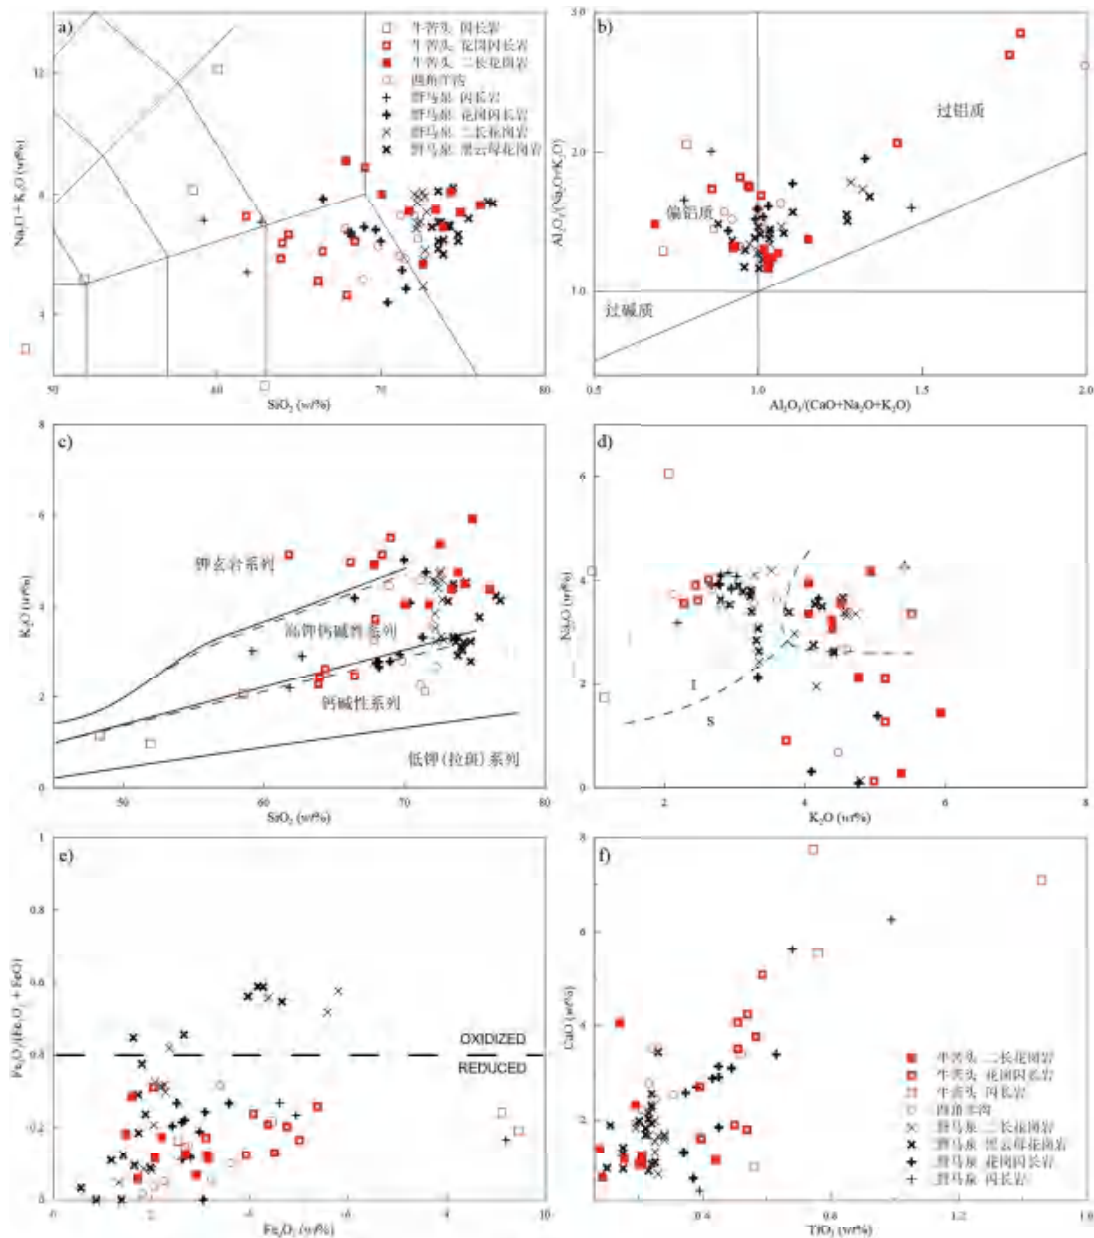 a)
牛苦头 闪长岩
牛苦头 花岗闪长岩
牛苦头 二长花岗岩
四角羊沟
野马泉 闪长岩
野马泉 花岗闪长岩
野马泉 二长花岗岩
野马泉 黑云母花岗岩
Na₂O+K₂O (wt%)
50 60 70 80
SiO₂ (wt%)
b)
过铝质
偏铝质
过碱质
3.0
2.0
1.0
Al₂O₃/(Na₂O+K₂O)
0.5 1.0 1.5 2.0
Al₂O₃/(CaO+Na₂O+K₂O)
c)
钾玄岩系列
高钾钙碱性系列
钙碱性系列
低钾(拉斑)系列
8
6
4
2
0
K₂O (wt%)
50 60 70 80
SiO₂ (wt%)
d)
I
S
6
4
2
0
Na₂O (wt%)
2 4 6 8
K₂O (wt%)
e)
OXIDIZED
REDUCED
1
0.8
0.6
0.4
0.2
0
Fe₂O₃/(Fe₂O₃ + FeO)
2 10
f)
牛苦头 二长花岗岩
牛苦头 花岗闪长岩
牛苦头 闪长岩
四角羊沟
野马泉 二长花岗岩
野马泉 黑云母花岗岩
野马泉 花岗闪长岩
野马泉 闪长岩
8
6
4
2
0
CaO (wt%)
0.4 0.8 1.2 1.6
TiO₂ (wt%)